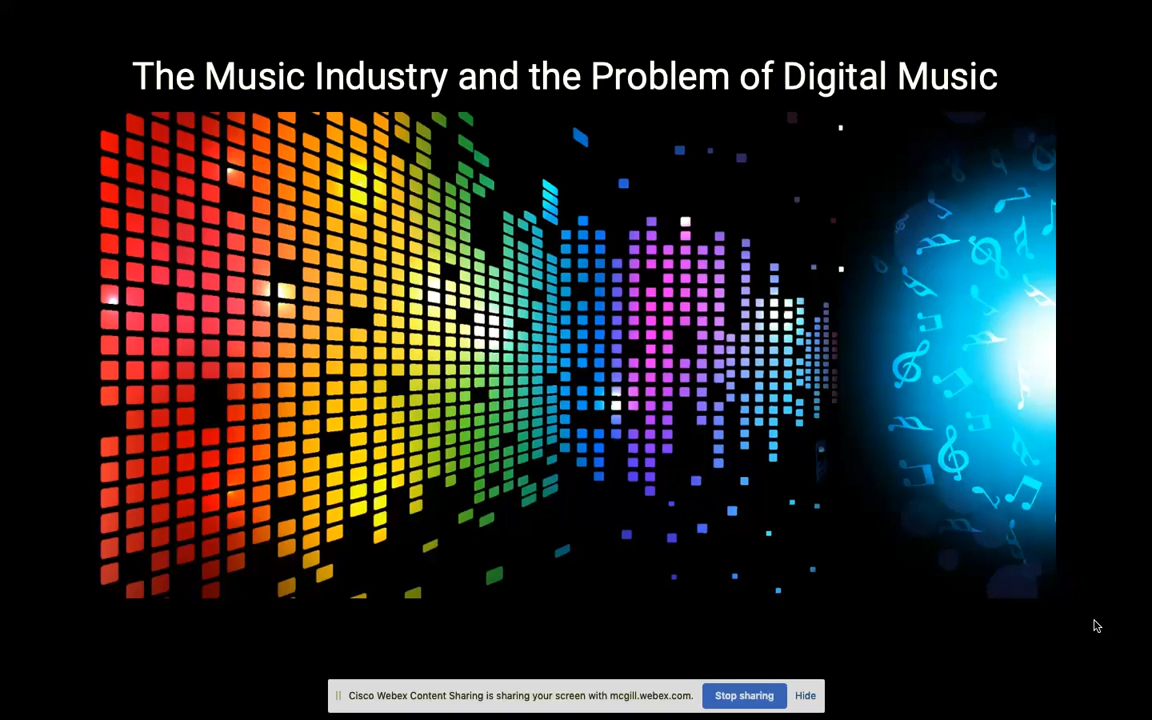 The Music Industry and the Problem of Digital Music
Cisco Webex Content Sharing is sharing your screen with mcgill.webex.com. Stop sharing Hide